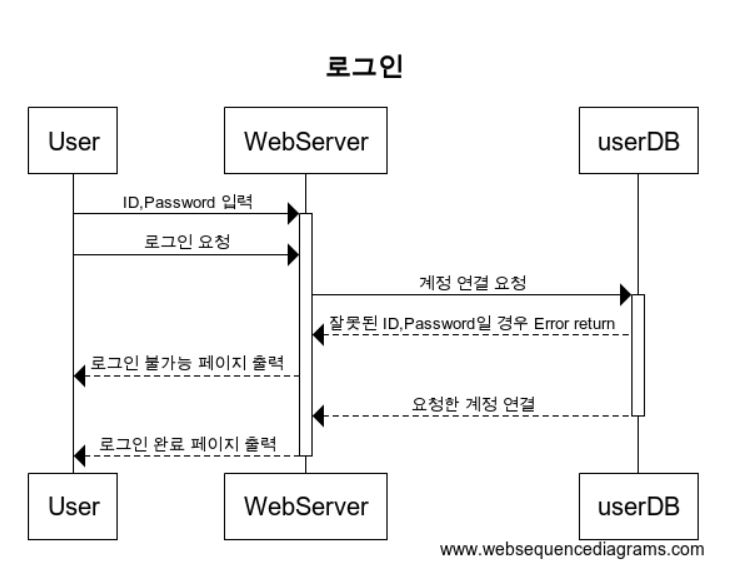 로그인
User
WebServer
userDB
ID,Password 입력
로그인 요청
계정 연결 요청
잘못된 ID,Password일 경우 Error return
로그인 불가능 페이지 출력
요청한 계정 연결
로그인 완료 페이지 출력
User
WebServer
userDB
www.websequencediagrams.com